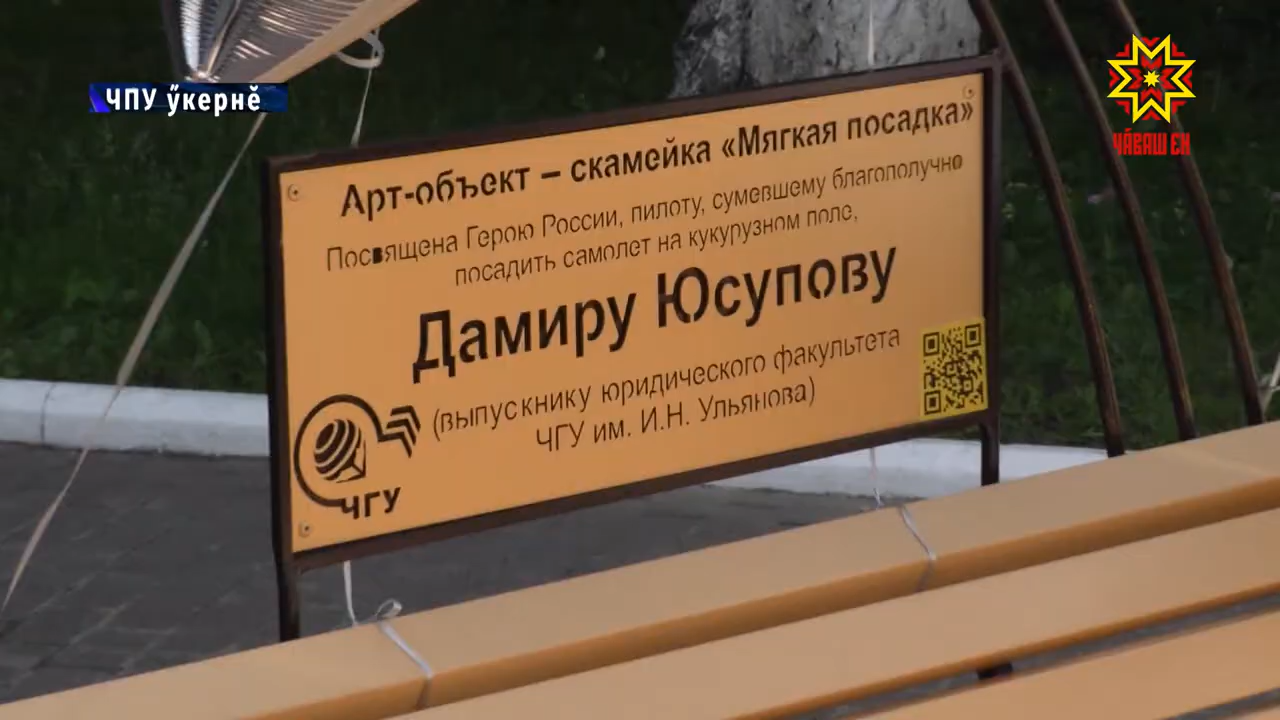 ЧПУ ӳкернӗ
ЧӐВАШ ЕН
Арт-объект – скамейка «Мягкая посадка»
Посвящена Герою России, пилоту, сумевшему благополучно
посадить самолет на кукурузном поле,
Дамиру Юсупову
(выпускнику юридического факультета
ЧГУ им. И.Н. Ульянова)
ЧГУ